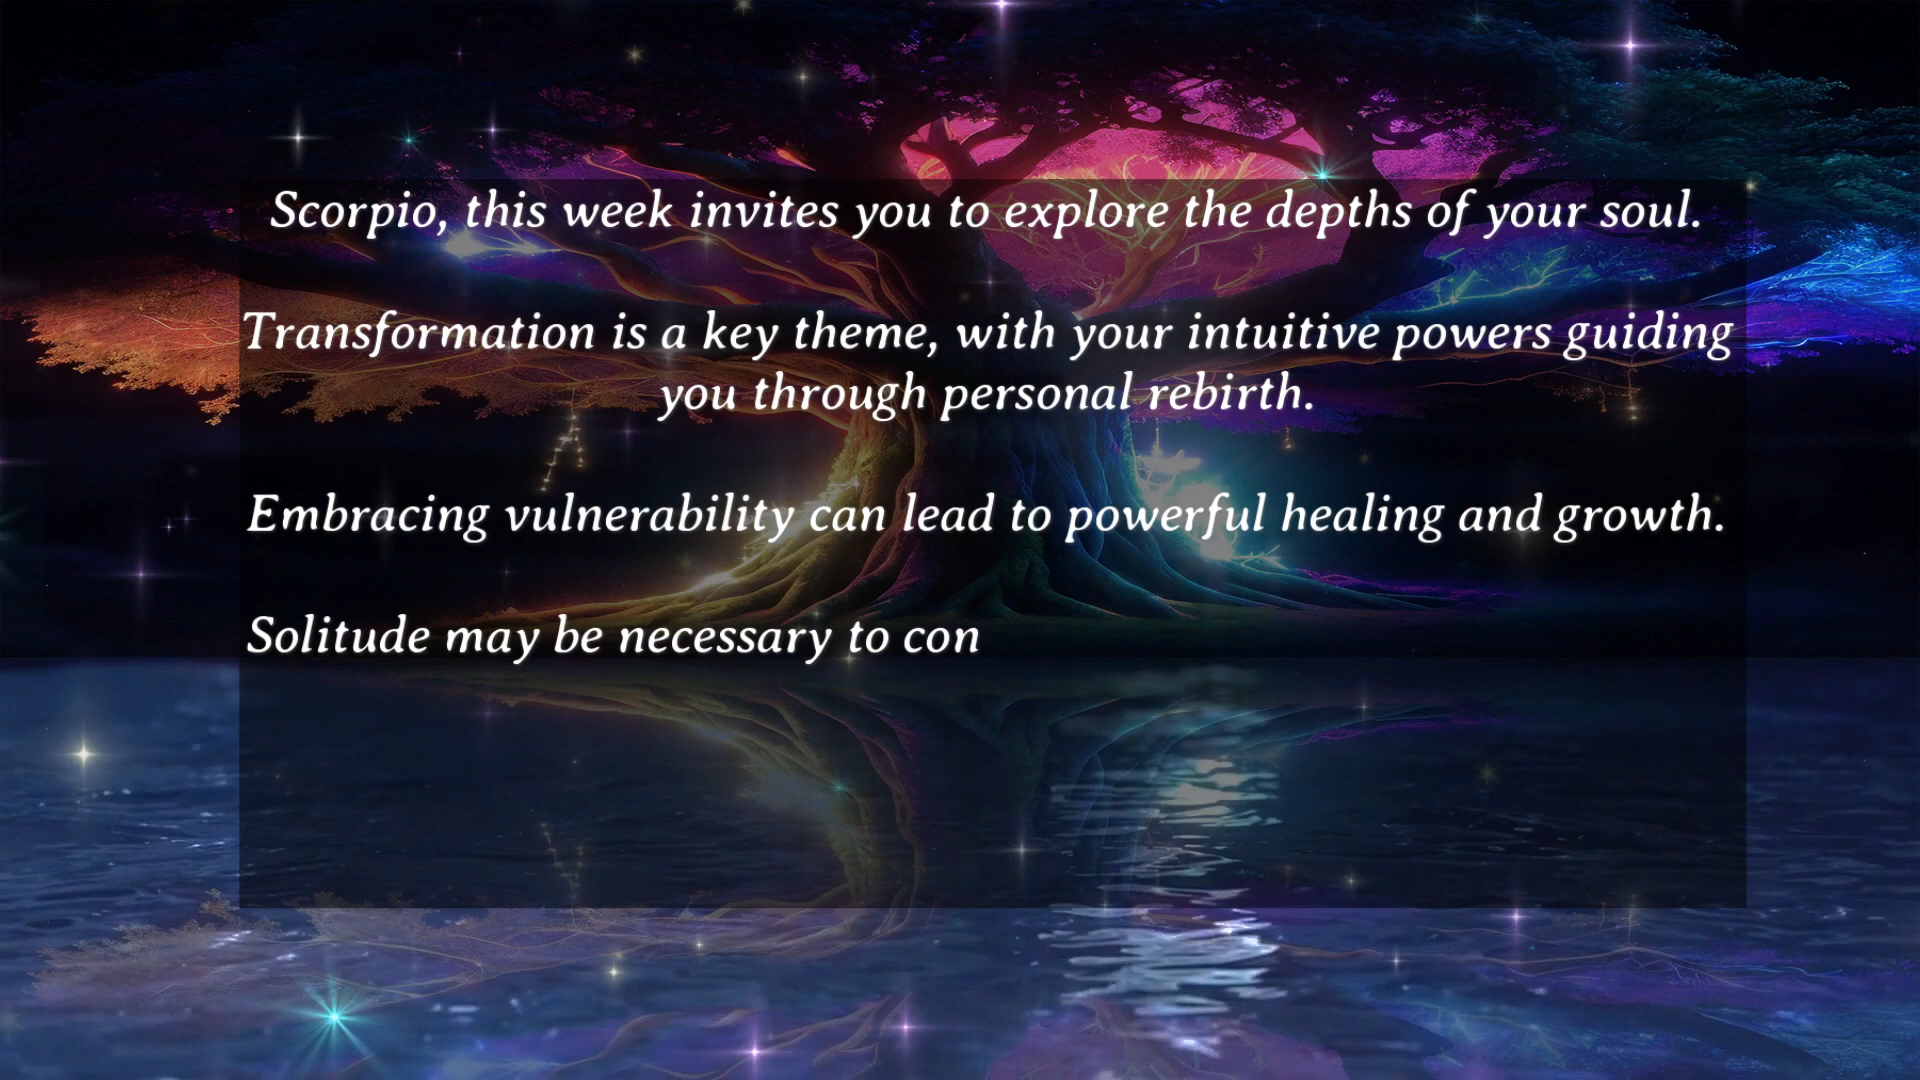 Scorpio, this week invites you to explore the depths of your soul.
Transformation is a key theme, with your intuitive powers guiding
you through personal rebirth.
Embracing vulnerability can lead to powerful healing and growth.
Solitude may be necessary to con